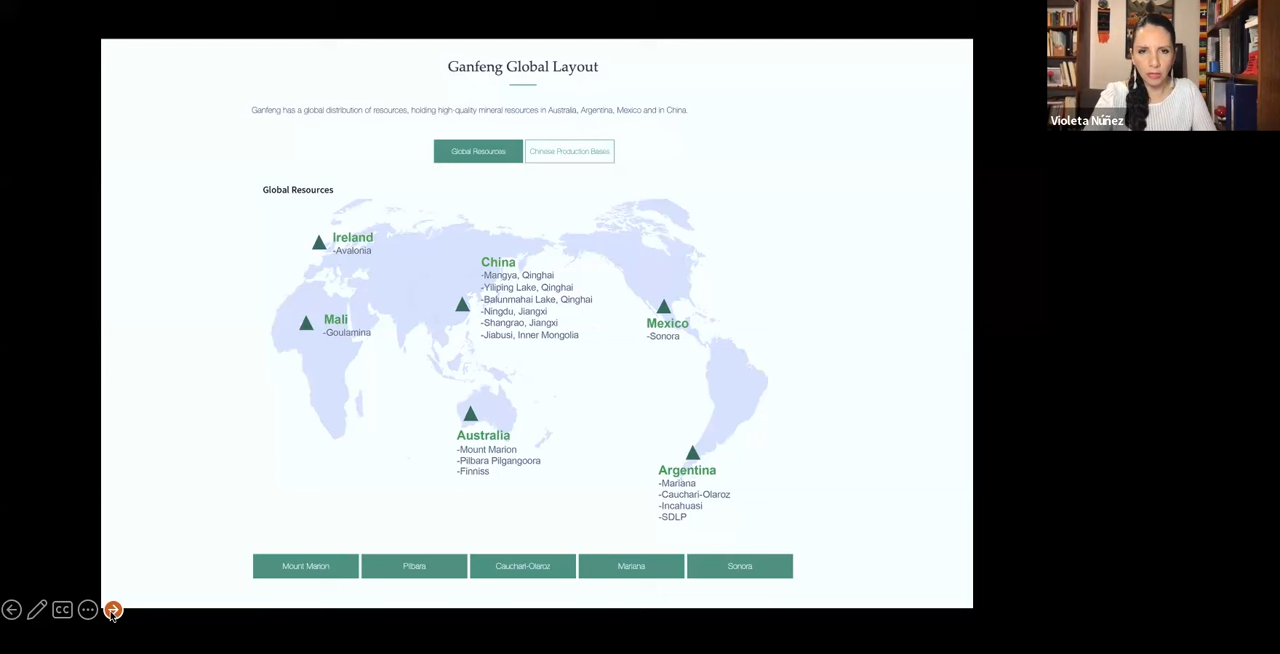 Ganfeng Global Layout
Ganfeng has a global distribution of resources, holding high-quality mineral resources in Australia, Argentina, Mexico and in China.
Global Resources
Chinese Production Bases
Global Resources
Ireland
-Avalonia
Mali
-Goulamina
China
-Mangya, Qinghai
-Yiliping Lake, Qinghai
-Balunmahai Lake, Qinghai
-Ningdu, Jiangxi
-Shangrao, Jiangxi
-Jiabusi, Inner Mongolia
Mexico
-Sonora
Australia
-Mount Marion
-Pilbara Pilgangoora
-Finniss
Argentina
-Mariana
-Cauchari-Olaroz
-Incahuasi
-SDLP
Mount Marion
Pilbara
Cauchari-Olaroz
Mariana
Sonora
Violeta Núñez
CC